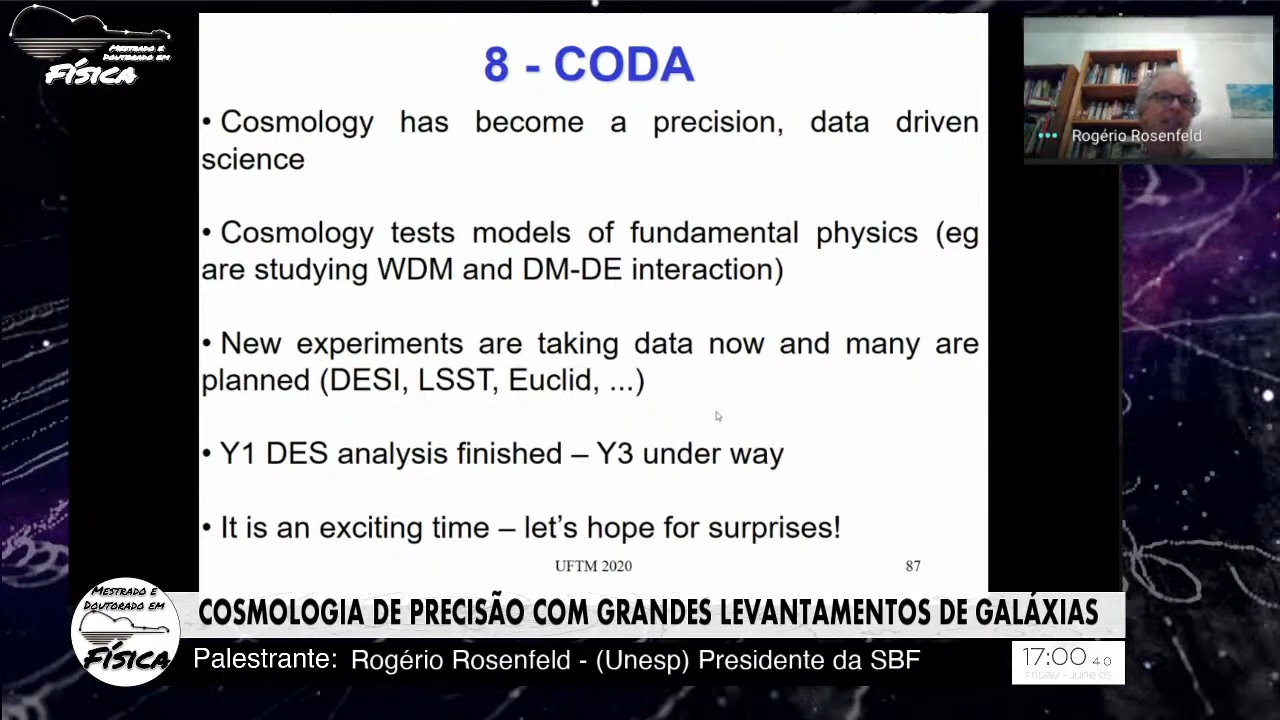 MESTRADO E
DOUTORADO EM
FÍSICA
8 - CODA
• Cosmology has become a precision, data driven
science
• Cosmology tests models of fundamental physics (eg
are studying WDM and DM-DE interaction)
• New experiments are taking data now and many are
planned (DESI, LSST, Euclid, ...)
• Y1 DES analysis finished – Y3 under way
• It is an exciting time – let's hope for surprises!
UFTM 2020
87
Rogério Rosenfeld
MESTRADO E
DOUTORADO EM
FÍSICA
COSMOLOGIA DE PRECISÃO COM GRANDES LEVANTAMENTOS DE GALÁXIAS
Palestrante: Rogério Rosenfeld - (Unesp) Presidente da SBF
17:00 40
FRIDAY - JUNE 05